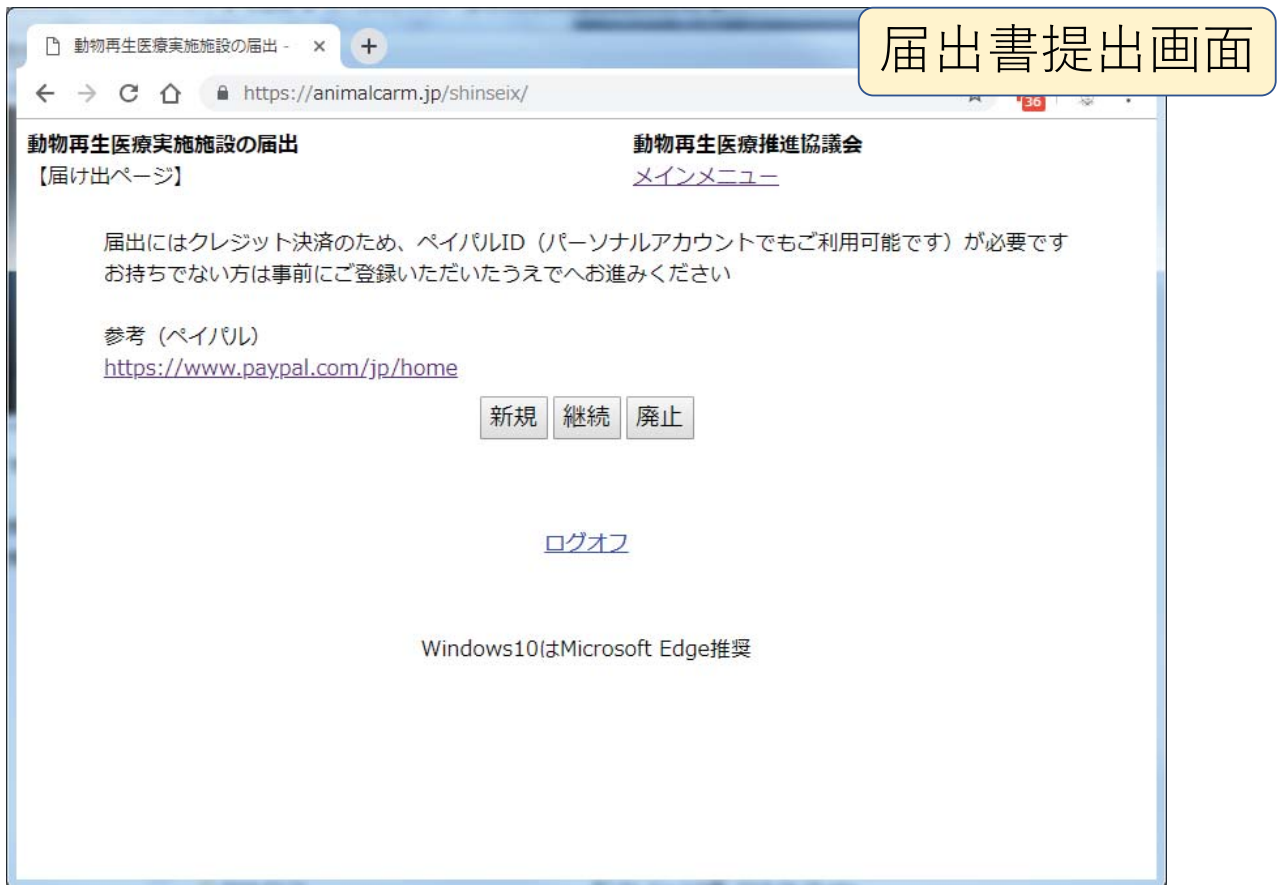 届出書提出画面
動物再生医療実施施設の届出 -
https://animalcarm.jp/shinseix/
36
動物再生医療実施施設の届出
動物再生医療推進協議会
【届け出ページ】
メインメニュー
届出にはクレジット決済のため、ペイパルID（パーソナルアカウントでもご利用可能です）が必要です
お持ちでない方は事前にご登録いただいたうえでへお進みください
参考（ペイパル）
https://www.paypal.com/jp/home
新規 継続 廃止
ログオフ
Windows10はMicrosoft Edge推奨